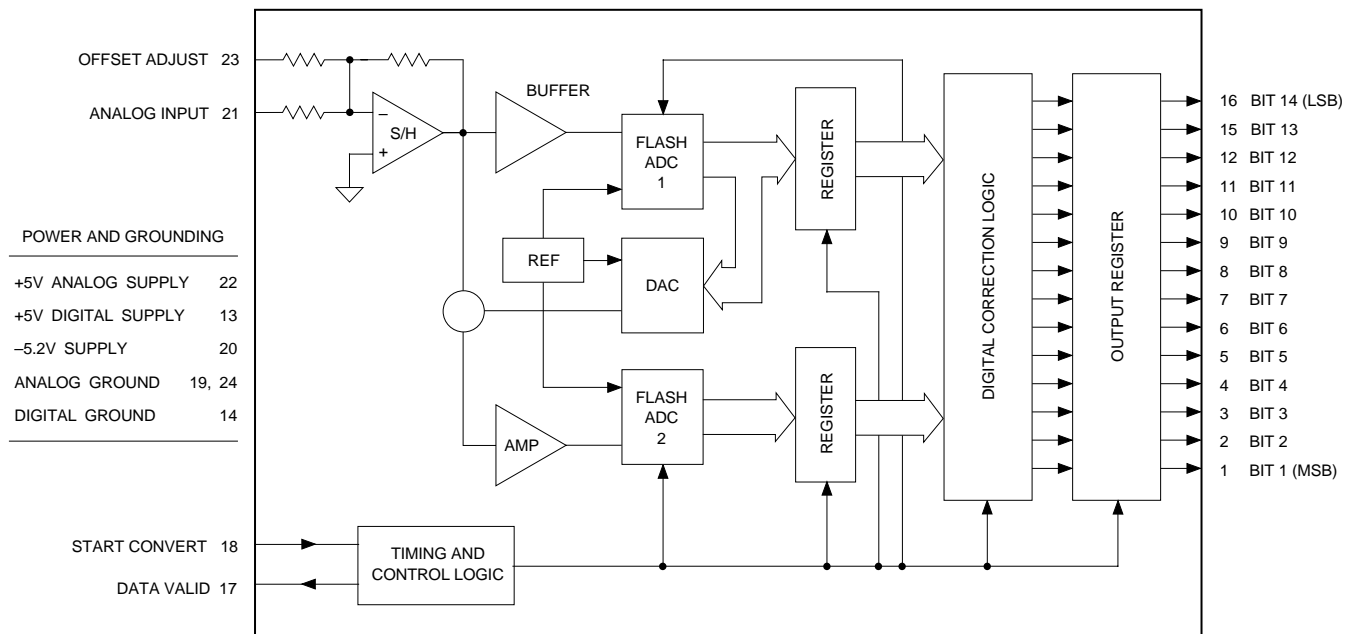 OFFSET ADJUST 23
ANALOG INPUT 21
S/H
–
+
BUFFER
FLASH
ADC
1
REF
DAC
AMP
FLASH
ADC
2
REGISTER
REGISTER
DIGITAL CORRECTION LOGIC
OUTPUT REGISTER
16 BIT 14 (LSB)
15 BIT 13
12 BIT 12
11 BIT 11
10 BIT 10
9 BIT 9
8 BIT 8
7 BIT 7
6 BIT 6
5 BIT 5
4 BIT 4
3 BIT 3
2 BIT 2
1 BIT 1 (MSB)
POWER AND GROUNDING
+5V ANALOG SUPPLY 22
+5V DIGITAL SUPPLY 13
–5.2V SUPPLY 20
ANALOG GROUND 19, 24
DIGITAL GROUND 14
START CONVERT 18
DATA VALID 17
TIMING AND
CONTROL LOGIC